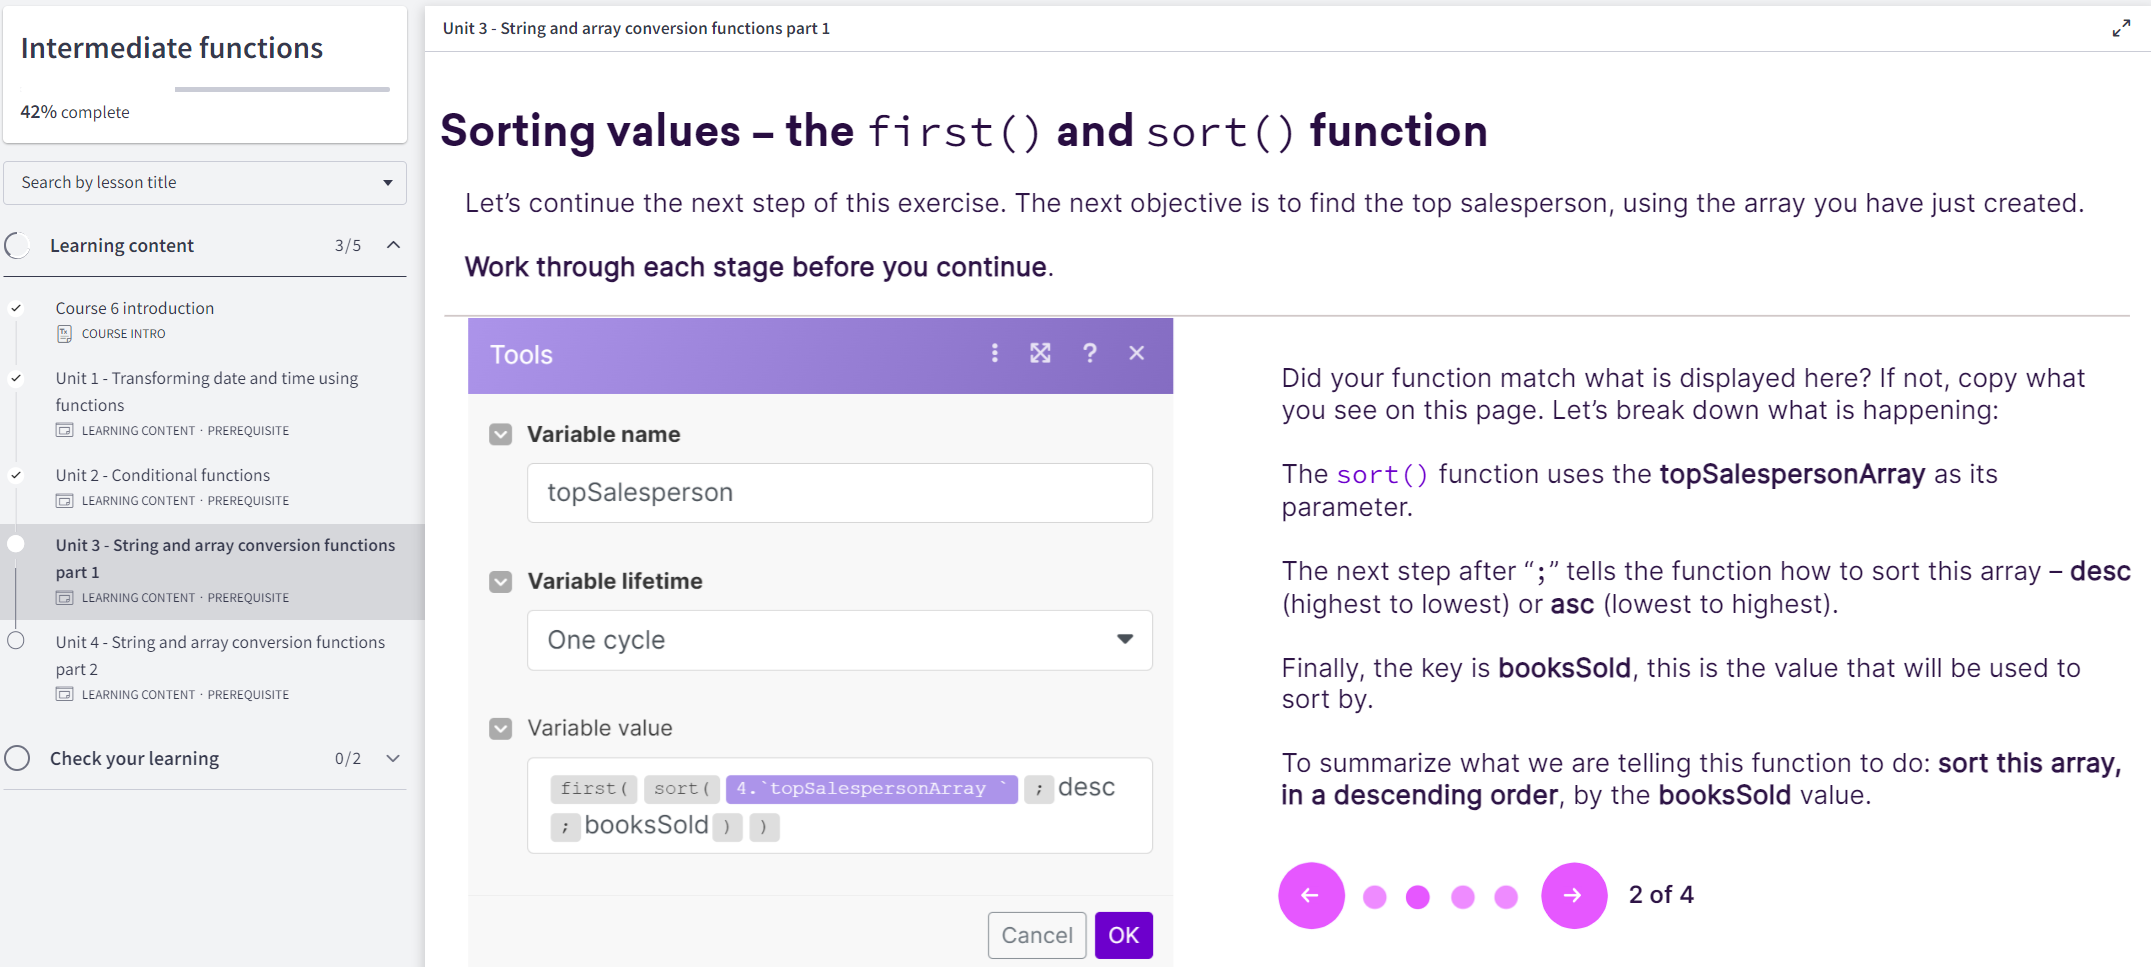 Intermediate functions
42% complete
Search by lesson title
Learning content 3/5
Course 6 introduction
COURSE INTRO
Unit 1 - Transforming date and time using
functions
LEARNING CONTENT · PREREQUISITE
Unit 2 - Conditional functions
LEARNING CONTENT · PREREQUISITE
Unit 3 - String and array conversion functions
part 1
LEARNING CONTENT · PREREQUISITE
Unit 4 - String and array conversion functions
part 2
LEARNING CONTENT · PREREQUISITE
Check your learning 0/2
Unit 3 - String and array conversion functions part 1
Sorting values – the first() and sort() function
Let’s continue the next step of this exercise. The next objective is to find the top salesperson, using the array you have just created.
Work through each stage before you continue.
Tools
Variable name
topSalesperson
Variable lifetime
One cycle
Variable value
first( sort( 4.`topSalespersonArray ` ; desc
; booksSold ) )
Cancel OK
Did your function match what is displayed here? If not, copy what
you see on this page. Let’s break down what is happening:
The sort() function uses the topSalespersonArray as its
parameter.
The next step after “;” tells the function how to sort this array – desc
(highest to lowest) or asc (lowest to highest).
Finally, the key is booksSold, this is the value that will be used to
sort by.
To summarize what we are telling this function to do: sort this array,
in a descending order, by the booksSold value.
2 of 4